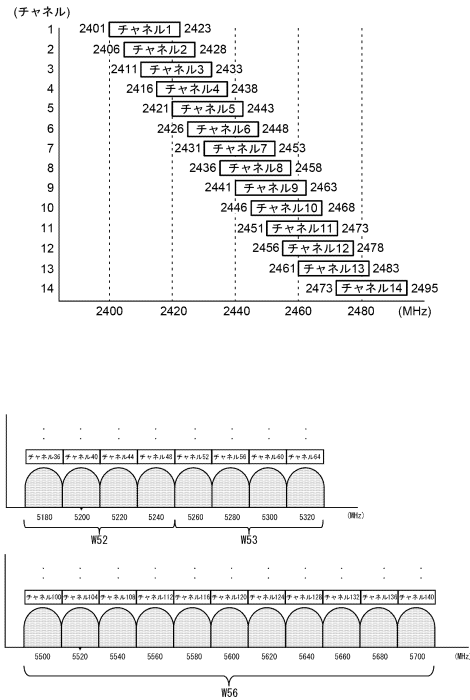 (チャネル)
1 2401 チャネル1 2423
2 2406 チャネル2 2428
3 2411 チャネル3 2433
4 2416 チャネル4 2438
5 2421 チャネル5 2443
6 2426 チャネル6 2448
7 2431 チャネル7 2453
8 2436 チャネル8 2458
9 2441 チャネル9 2463
10 2446 チャネル10 2468
11 2451 チャネル11 2473
12 2456 チャネル12 2478
13 2461 チャネル13 2483
14 2473 チャネル14 2495
2400 2420 2440 2460 2480 (MHz)
チャネル36 チャネル40 チャネル44 チャネル48 チャネル52 チャネル56 チャネル60 チャネル64
5180 5200 5220 5240 5260 5280 5300 5320 (MHz)
W52 W53
チャネル100 チャネル104 チャネル108 チャネル112 チャネル116 チャネル120 チャネル124 チャネル128 チャネル132 チャネル136 チャネル140
5500 5520 5540 5560 5580 5600 5620 5640 5660 5680 5700 (MHz)
W56